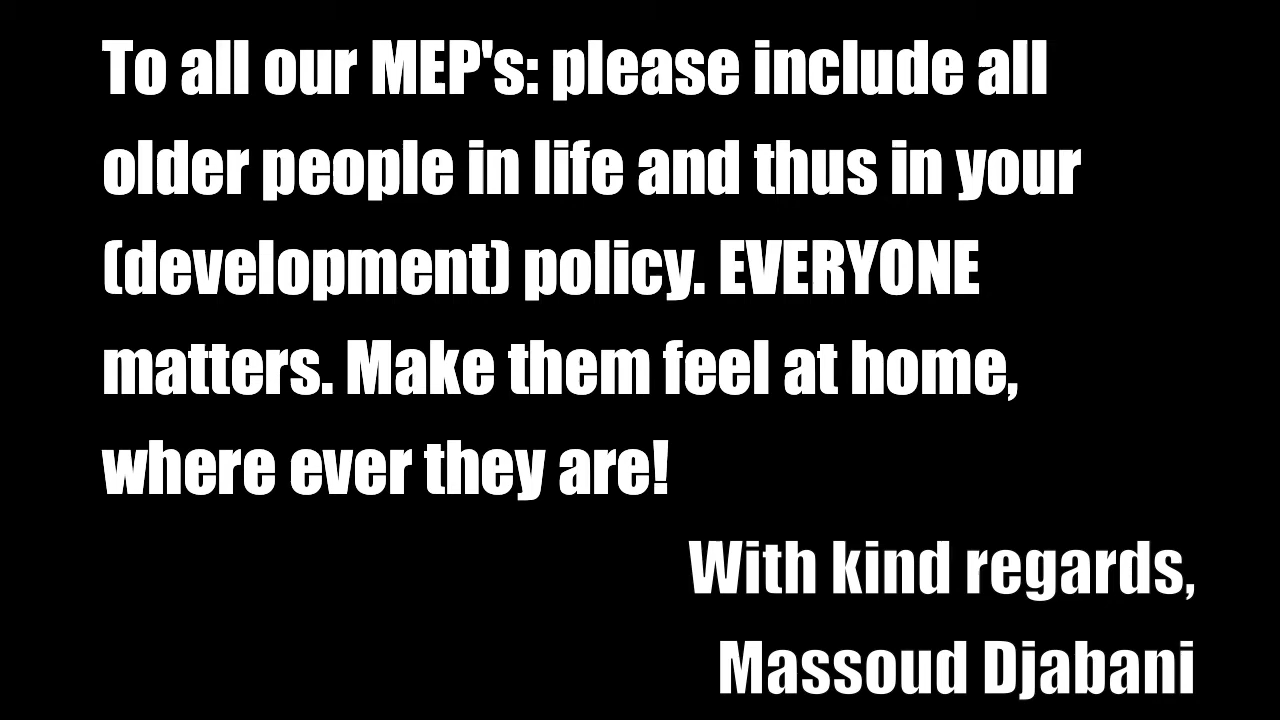 To all our MEP's: please include all
older people in life and thus in your
(development) policy. EVERYONE
matters. Make them feel at home,
where ever they are!
With kind regards,
Massoud Djabani